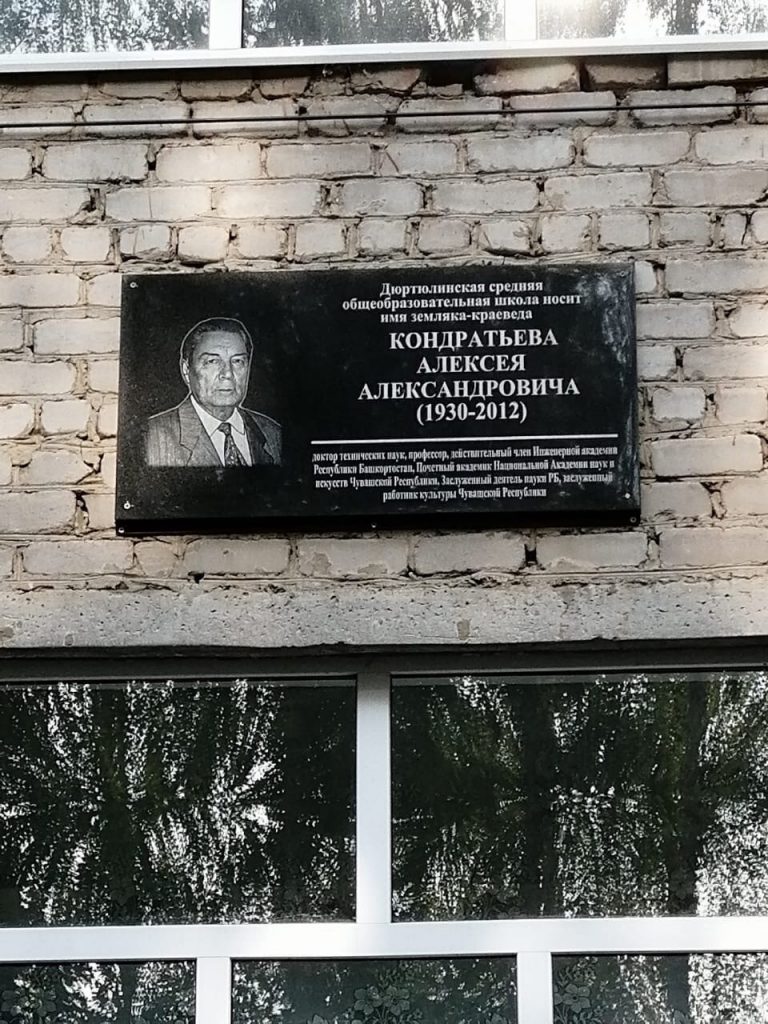 Дюртюлинская средняя
общеобразовательная школа носит
имя земляка-краеведа
КОНДРАТЬЕВА
АЛЕКСЕЯ
АЛЕКСАНДРОВИЧА
(1930-2012)
доктор технических наук, профессор, действительный член Инженерной академии
Республики Башкортостан, Почетный академик Национальной Академии наук и
искусств Чувашской Республики, Заслуженный деятель науки РБ, заслуженный
работник культуры Чувашской Республики